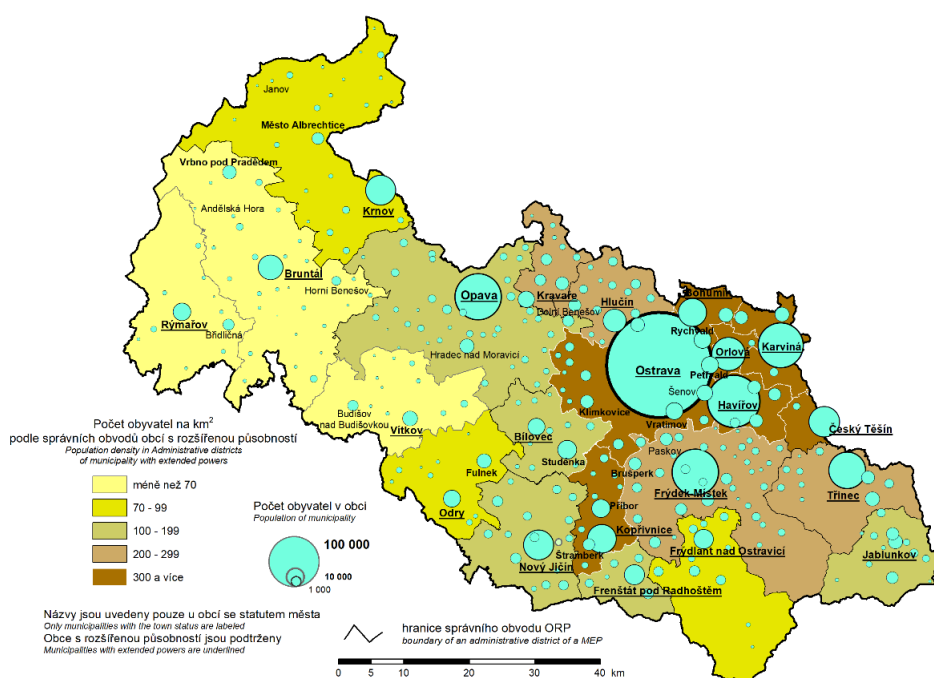 Janov
Město Albrechtice
Vrbno pod Pradědem
Andělská Hora
Krnov
Bruntál
Horní Benešov
Opava
Kravaře
Dolní Benešov
Hlučín
Bohumín
Rýmařov
Břidličná
Rychvald
Orlová
Karviná
Hradec nad Moravicí
Ostrava
Petřvald
Šenov
Havířov
Budišov
nad Budišovkou
Vítkov
Klimkovice
Vratimov
Český Těšín
Bílovec
Studénka
Paskov
Fulnek
Brušperk
Frýdek Místek
Třinec
Odry
Příbor
Kopřivnice
Štramberk
Nový Jičín
Frýdlant nad Ostravicí
Jablunkov
Frenštát pod Radhoštěm
Počet obyvatel na km²
podle správních obvodů obcí s rozšířenou působností
Population density in Administrative districts
of municipality with extended powers
méně než 70
70 - 99
100 - 199
200 - 299
300 a více
Počet obyvatel v obci
Population of municipality
100 000
10 000
1 000
Názvy jsou uvedeny pouze u obcí se statutem města
Only municipalities with the town status are labeled
Obce s rozšířenou působností jsou podtrženy
Municipalities with extended powers are underlined
hranice správního obvodu ORP
boundary of an administrative district of a MEP
0 5 10 20 30 40 km